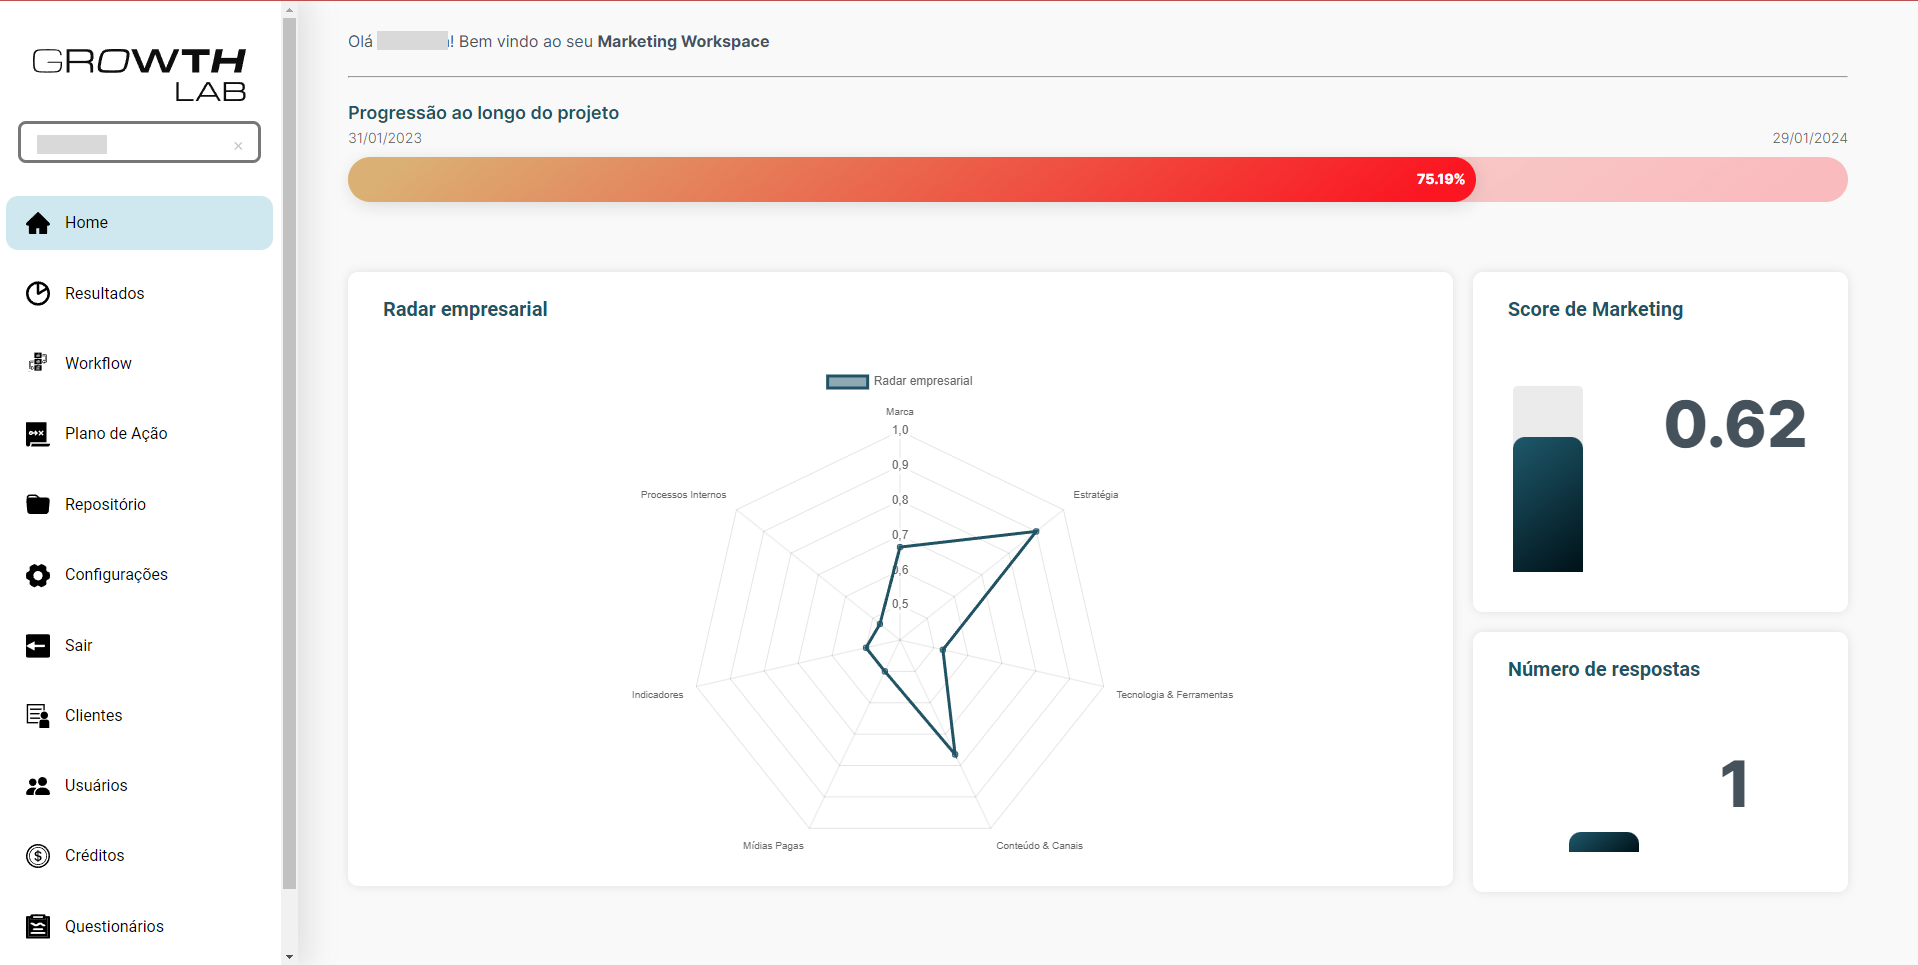 GROWTH
LAB
×
Home
Resultados
Workflow
Plano de Ação
Repositório
Configurações
Sair
Clientes
Usuários
Créditos
Questionários
Olá ! Bem vindo ao seu Marketing Workspace
Progressão ao longo do projeto
31/01/2023
29/01/2024
75.19%
Radar empresarial
Radar empresarial
Marca
1,0
0,9
0,8
0,7
0,6
0,5
Processos Internos
Estratégia
Indicadores
Tecnologia & Ferramentas
Mídias Pagas
Conteúdo & Canais
Score de Marketing
0.62
Número de respostas
1